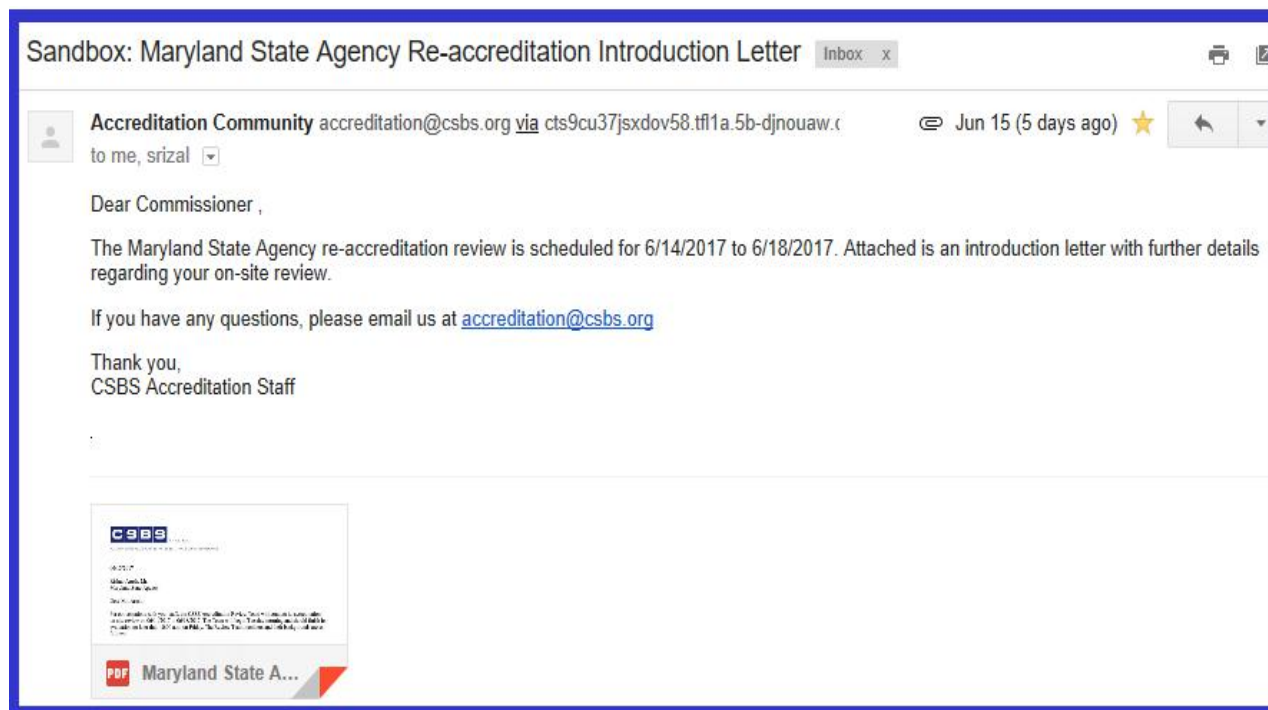 Sandbox: Maryland State Agency Re-accreditation Introduction Letter Inbox x
Accreditation Community accreditation@csbs.org via cts9cu37jsxdov58.tfl1a.5b-djnouaw.c Jun 15 (5 days ago)
to me, srizal
Dear Commissioner ,
The Maryland State Agency re-accreditation review is scheduled for 6/14/2017 to 6/18/2017. Attached is an introduction letter with further details
regarding your on-site review.
If you have any questions, please email us at accreditation@csbs.org
Thank you,
CSBS Accreditation Staff
.
CSBS
PDF Maryland State A...